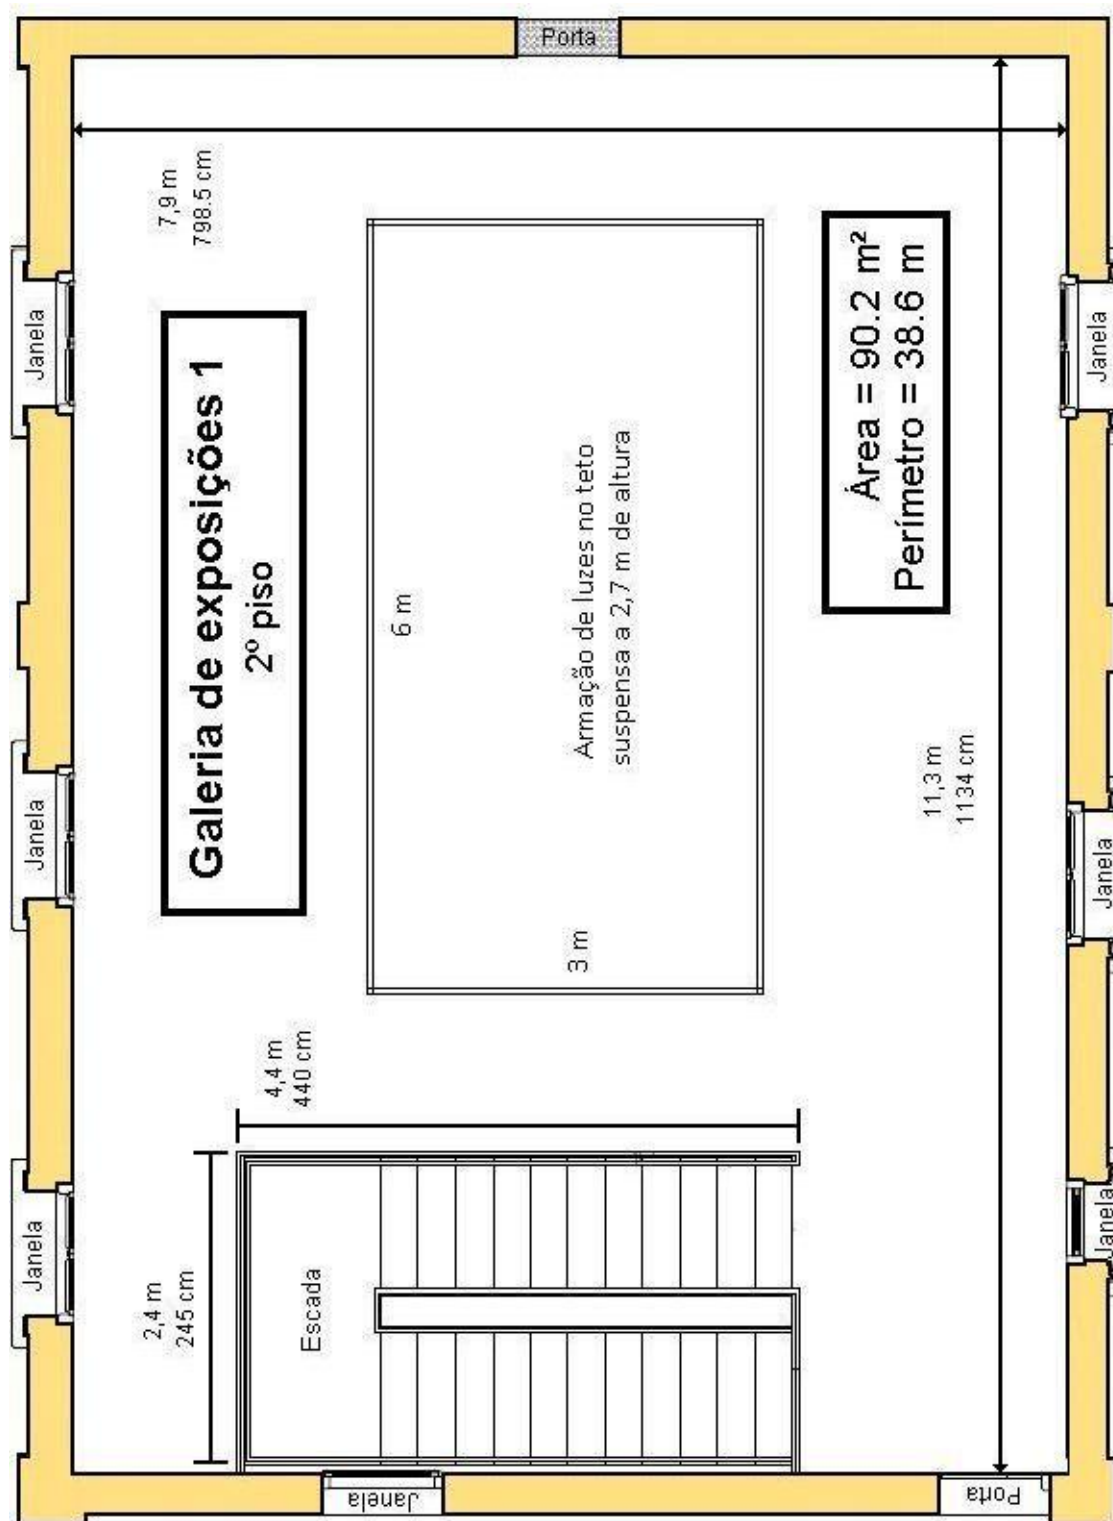 Porta
7,9 m
798.5 cm
Janela
Janela
Galeria de exposições 1
2º piso
Área = 90.2 m²
Perímetro = 38.6 m
6 m
Armação de luzes no teto
suspensa a 2,7 m de altura
3 m
11,3 m
1134 cm
Janela
Janela
4,4 m
440 cm
2,4 m
245 cm
Escada
Janela
Janela
Janela
Porta